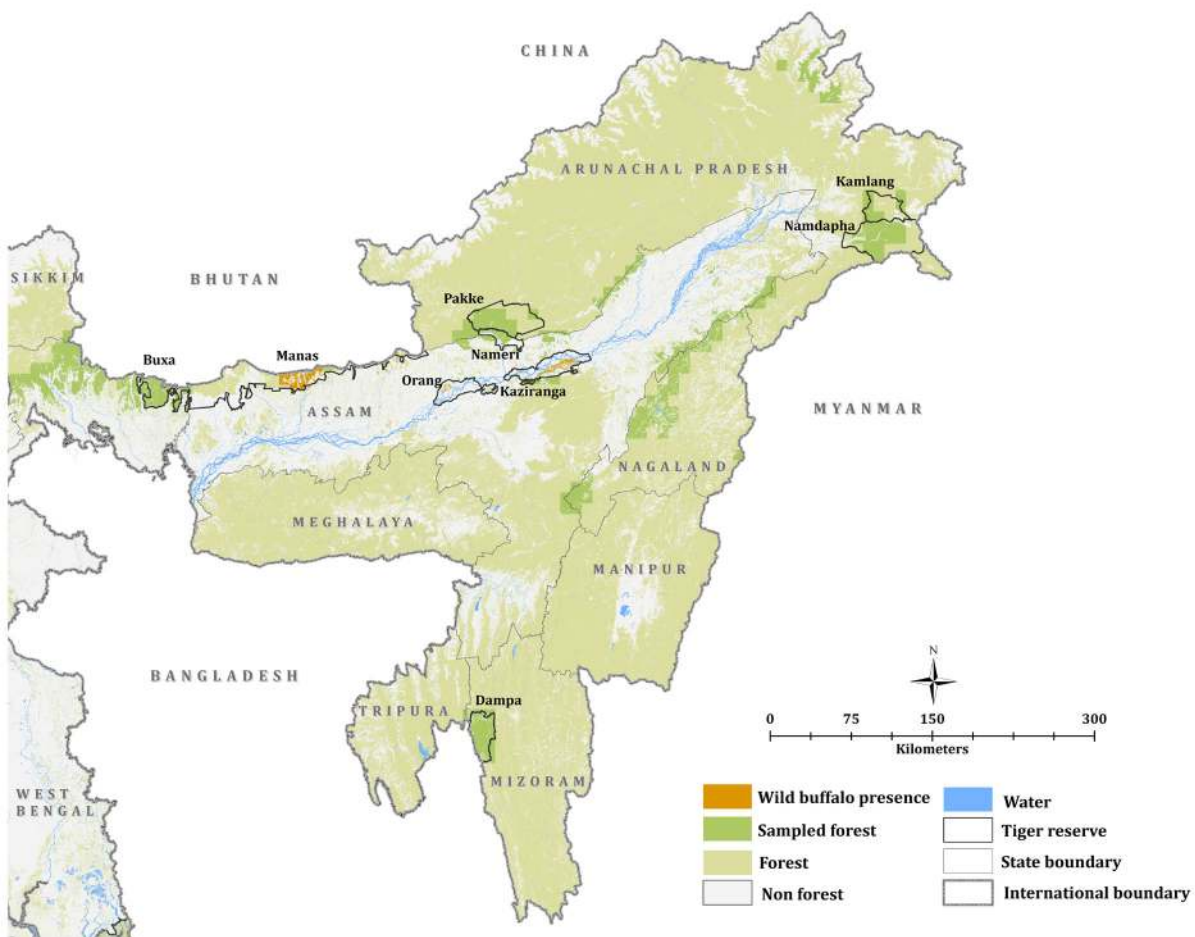 CHINA
ARUNACHAL PRADESH
Kamlang
Namdapha
SIKKIM
BHUTAN
Pakke
Buxa
Manas
Nameri
Orang
Kaziranga
ASSAM
MYANMAR
NAGALAND
MEGHALAYA
MANIPUR
BANGLADESH
N
Dampa
TRIPURA
0 75 150 300
Kilometers
MIZORAM
WEST
BENGAL
Wild buffalo presence
Sampled forest
Forest
Non forest
Water
Tiger reserve
State boundary
International boundary